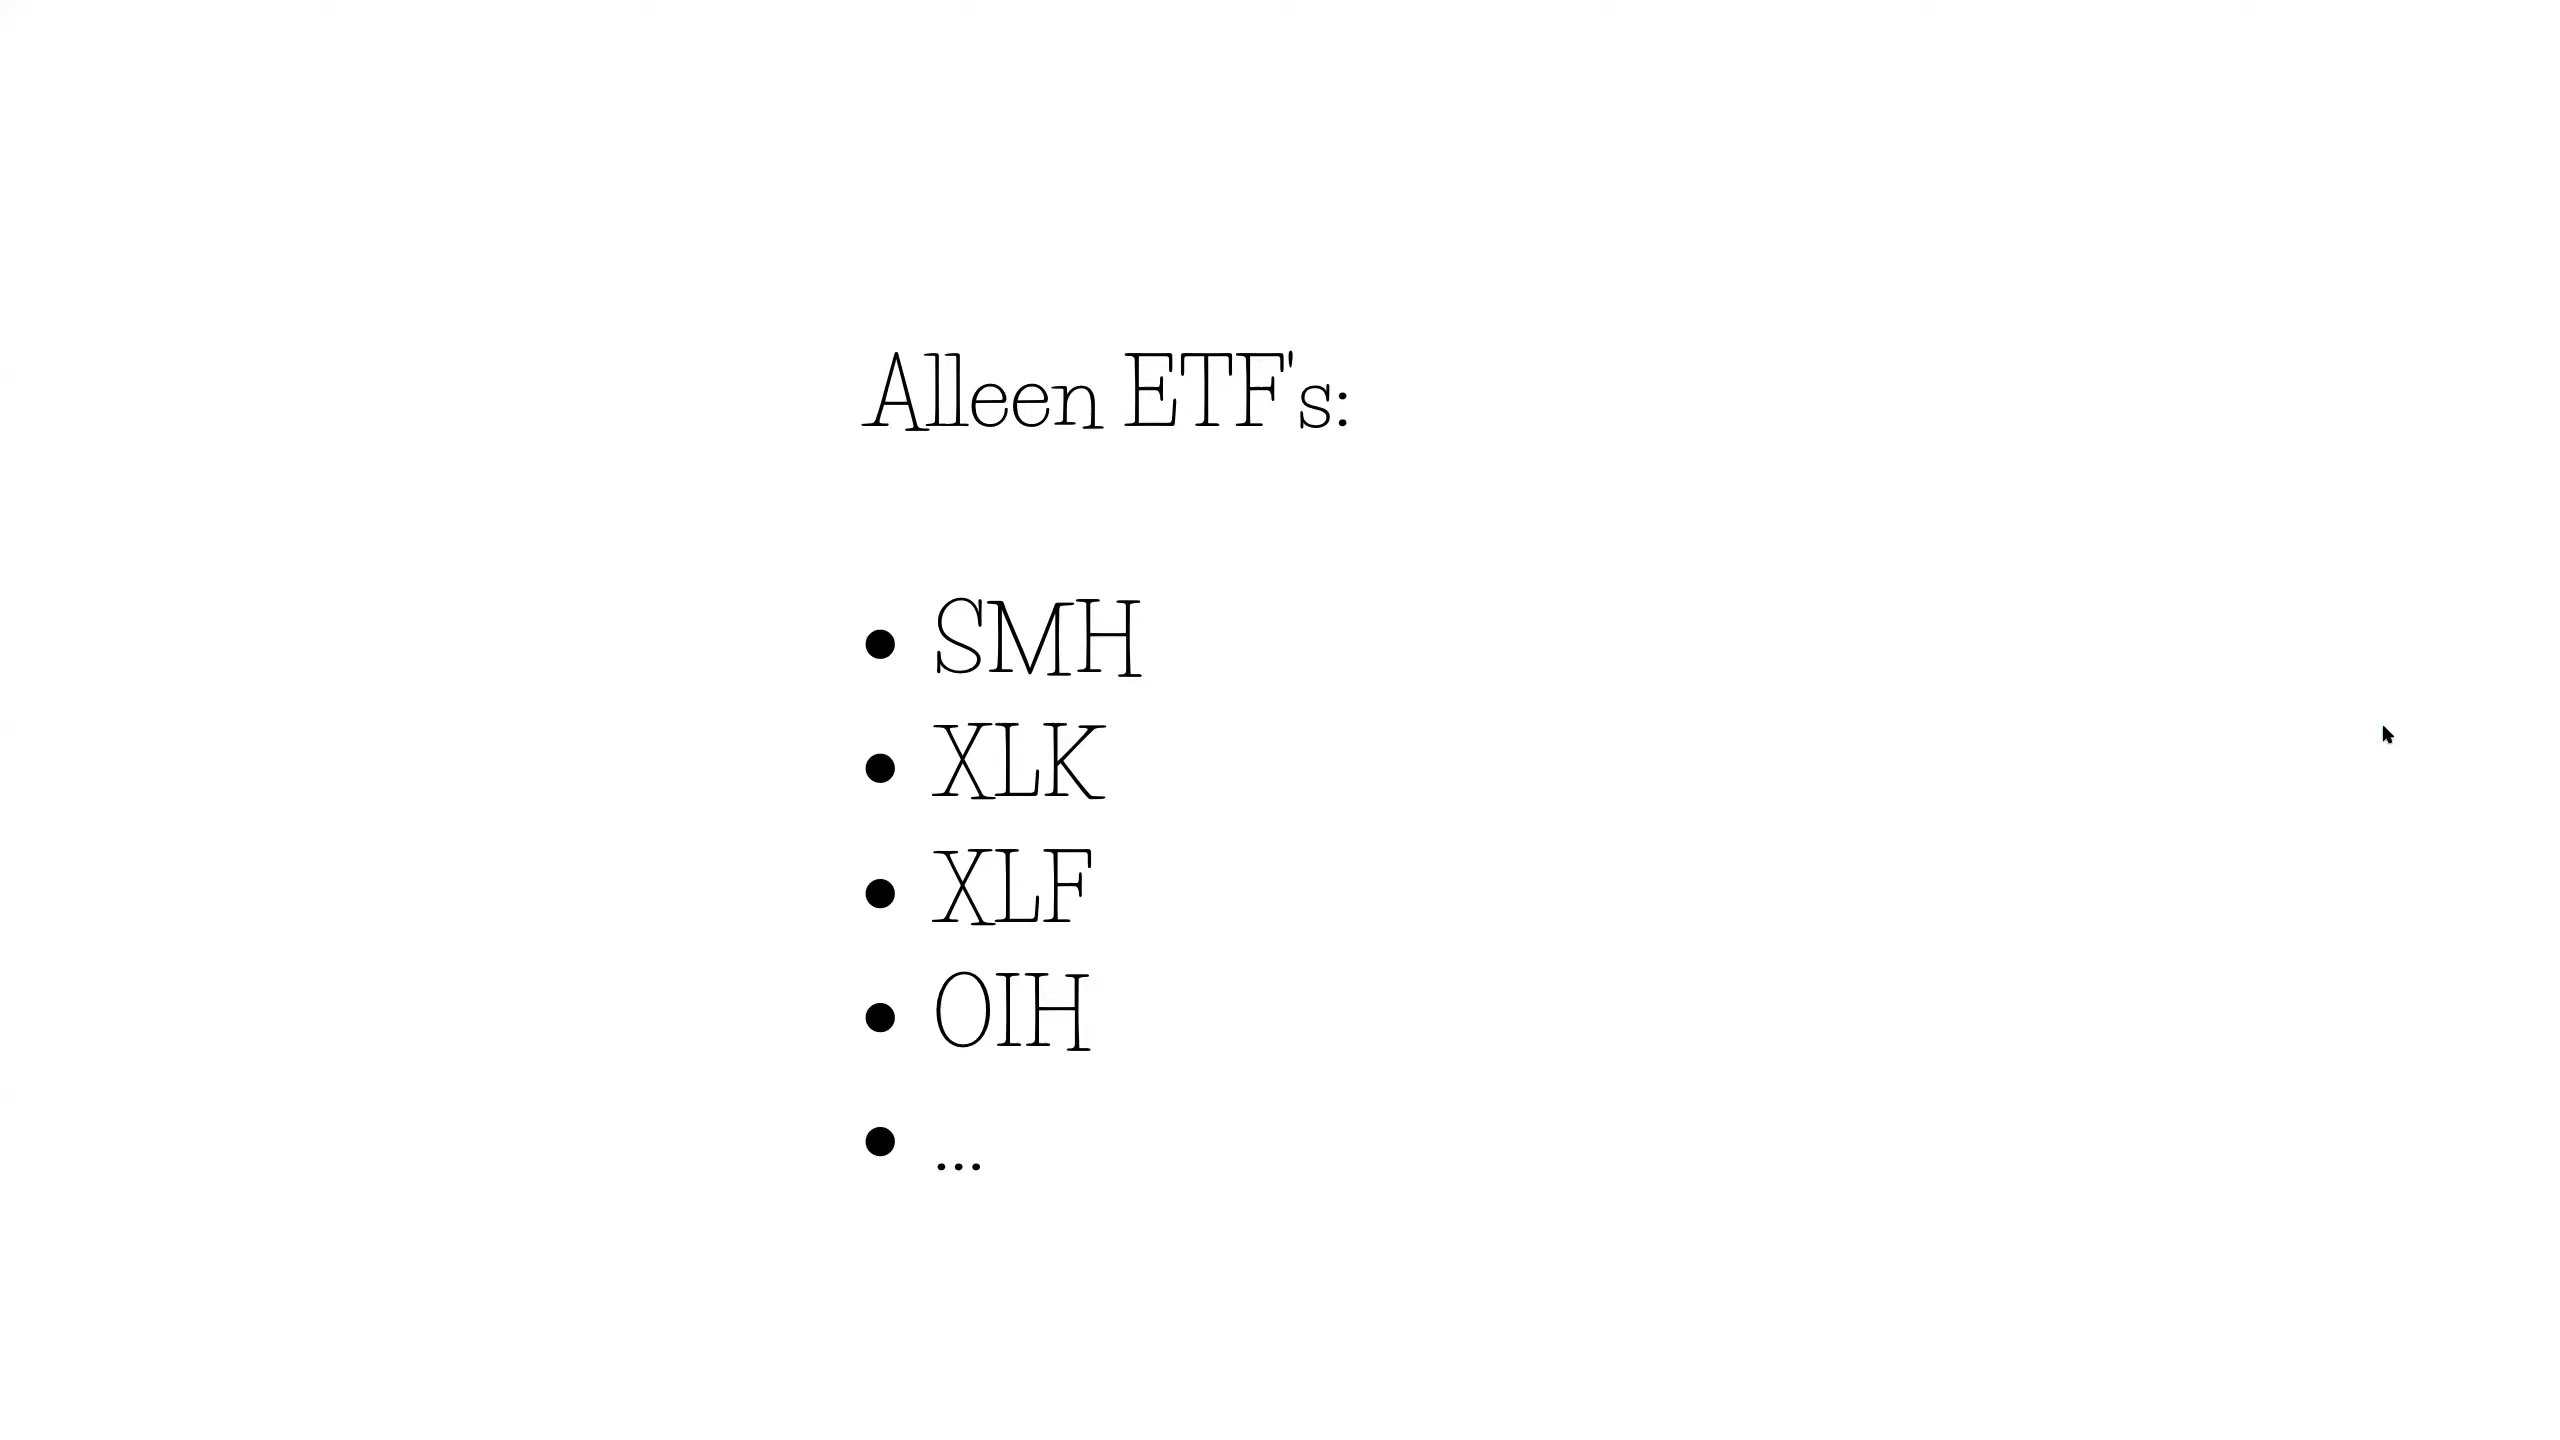 Alleen ETF's:
• SMH
• XLK
• XLF
• OIH
• ...